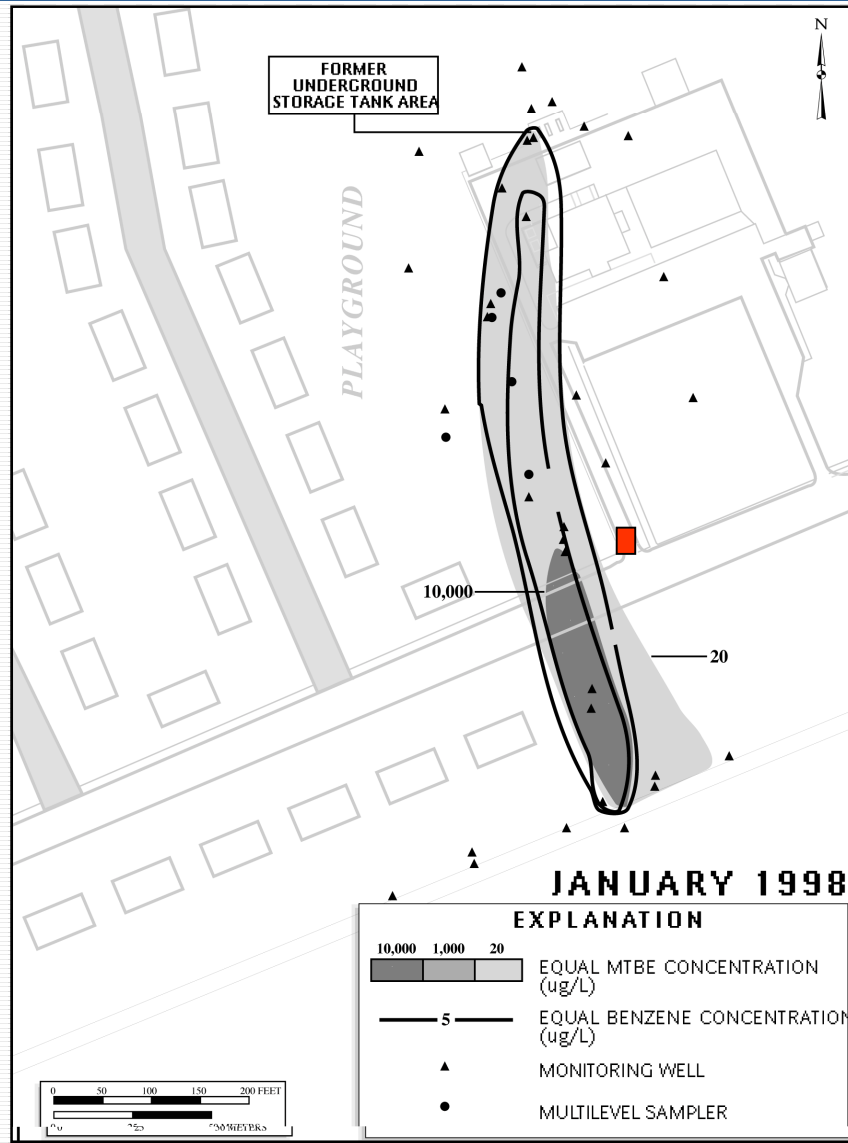 N
FORMER
UNDERGROUND
STORAGE TANK AREA
PLAYGROUND
10,000
20
JANUARY 1998
EXPLANATION
10,000 1,000 20
EQUAL MTBE CONCENTRATION
(ug/L)
5
EQUAL BENZENE CONCENTRATION
(ug/L)
MONITORING WELL
MULTILEVEL SAMPLER
0 50 100 150 200 FEET